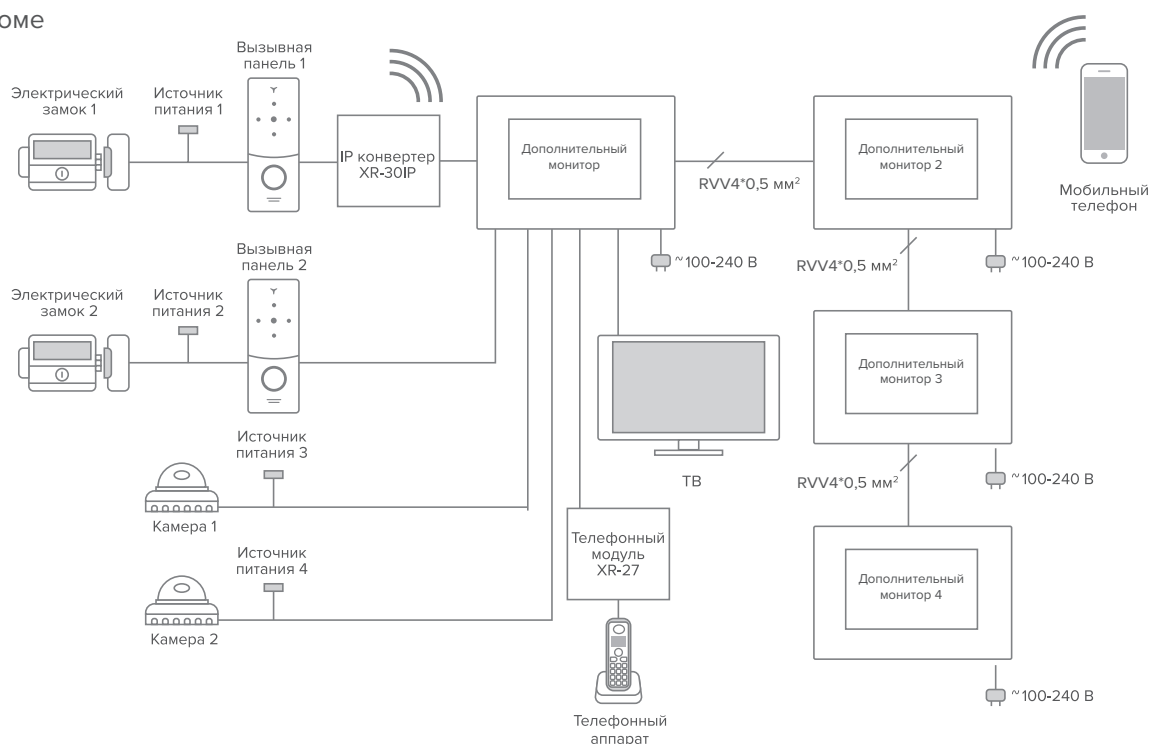 оме
Вызывная
панель 1
Электрический
замок 1
Источник
питания 1
IP конвертер
XR-30IP
Дополнительный
монитор
RVV4*0,5 мм²
Дополнительный
монитор 2
Мобильный
телефон
~100-240 В
RVV4*0,5 мм²
~100-240 В
Вызывная
панель 2
Электрический
замок 2
Источник
питания 2
Дополнительный
монитор 3
Источник
питания 3
Камера 1
ТВ
RVV4*0,5 мм²
~100-240 В
Источник
питания 4
Камера 2
Телефонный
модуль
XR-27
Дополнительный
монитор 4
~100-240 В
Телефонный
аппарат